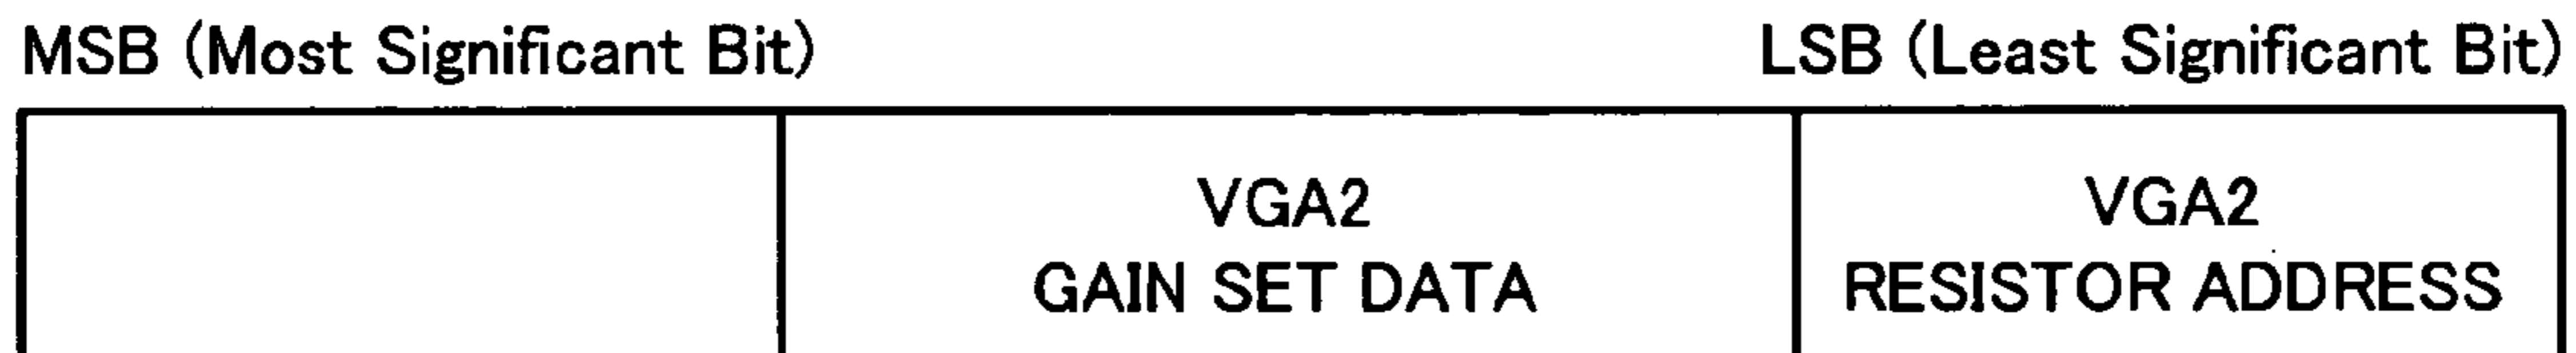 MSB (Most Significant Bit) LSB (Least Significant Bit)
VGA2 VGA2
GAIN SET DATA RESISTOR ADDRESS